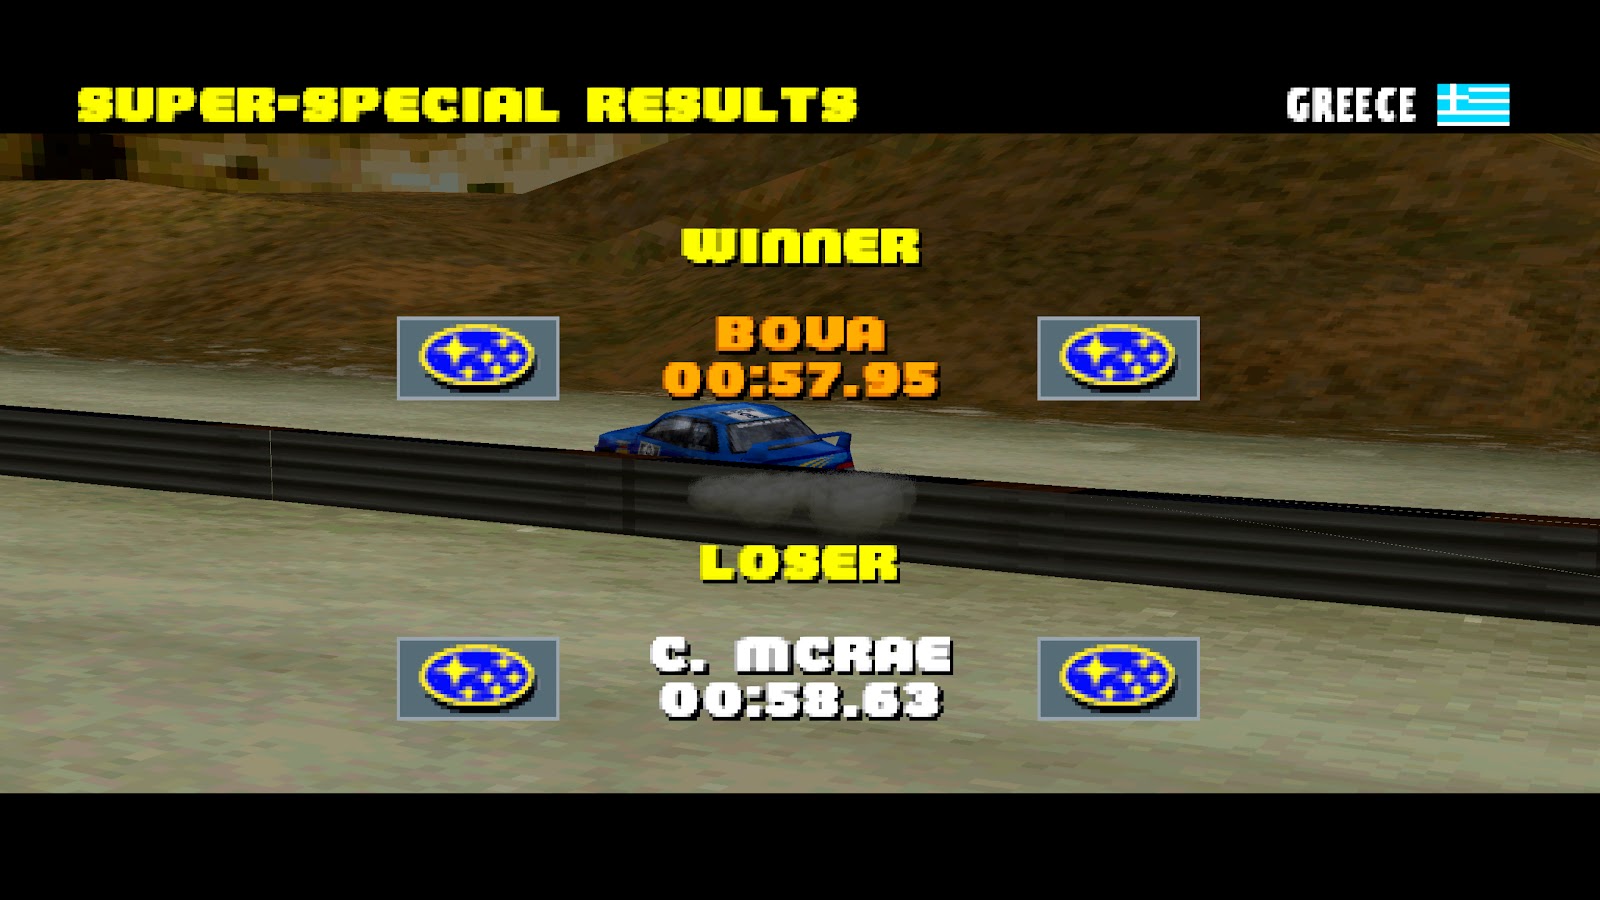 SUPER-SPECIAL RESULTS
GREECE
WINNER
BOVA
00:57.95
LOSER
C. MCRAE
00:58.63